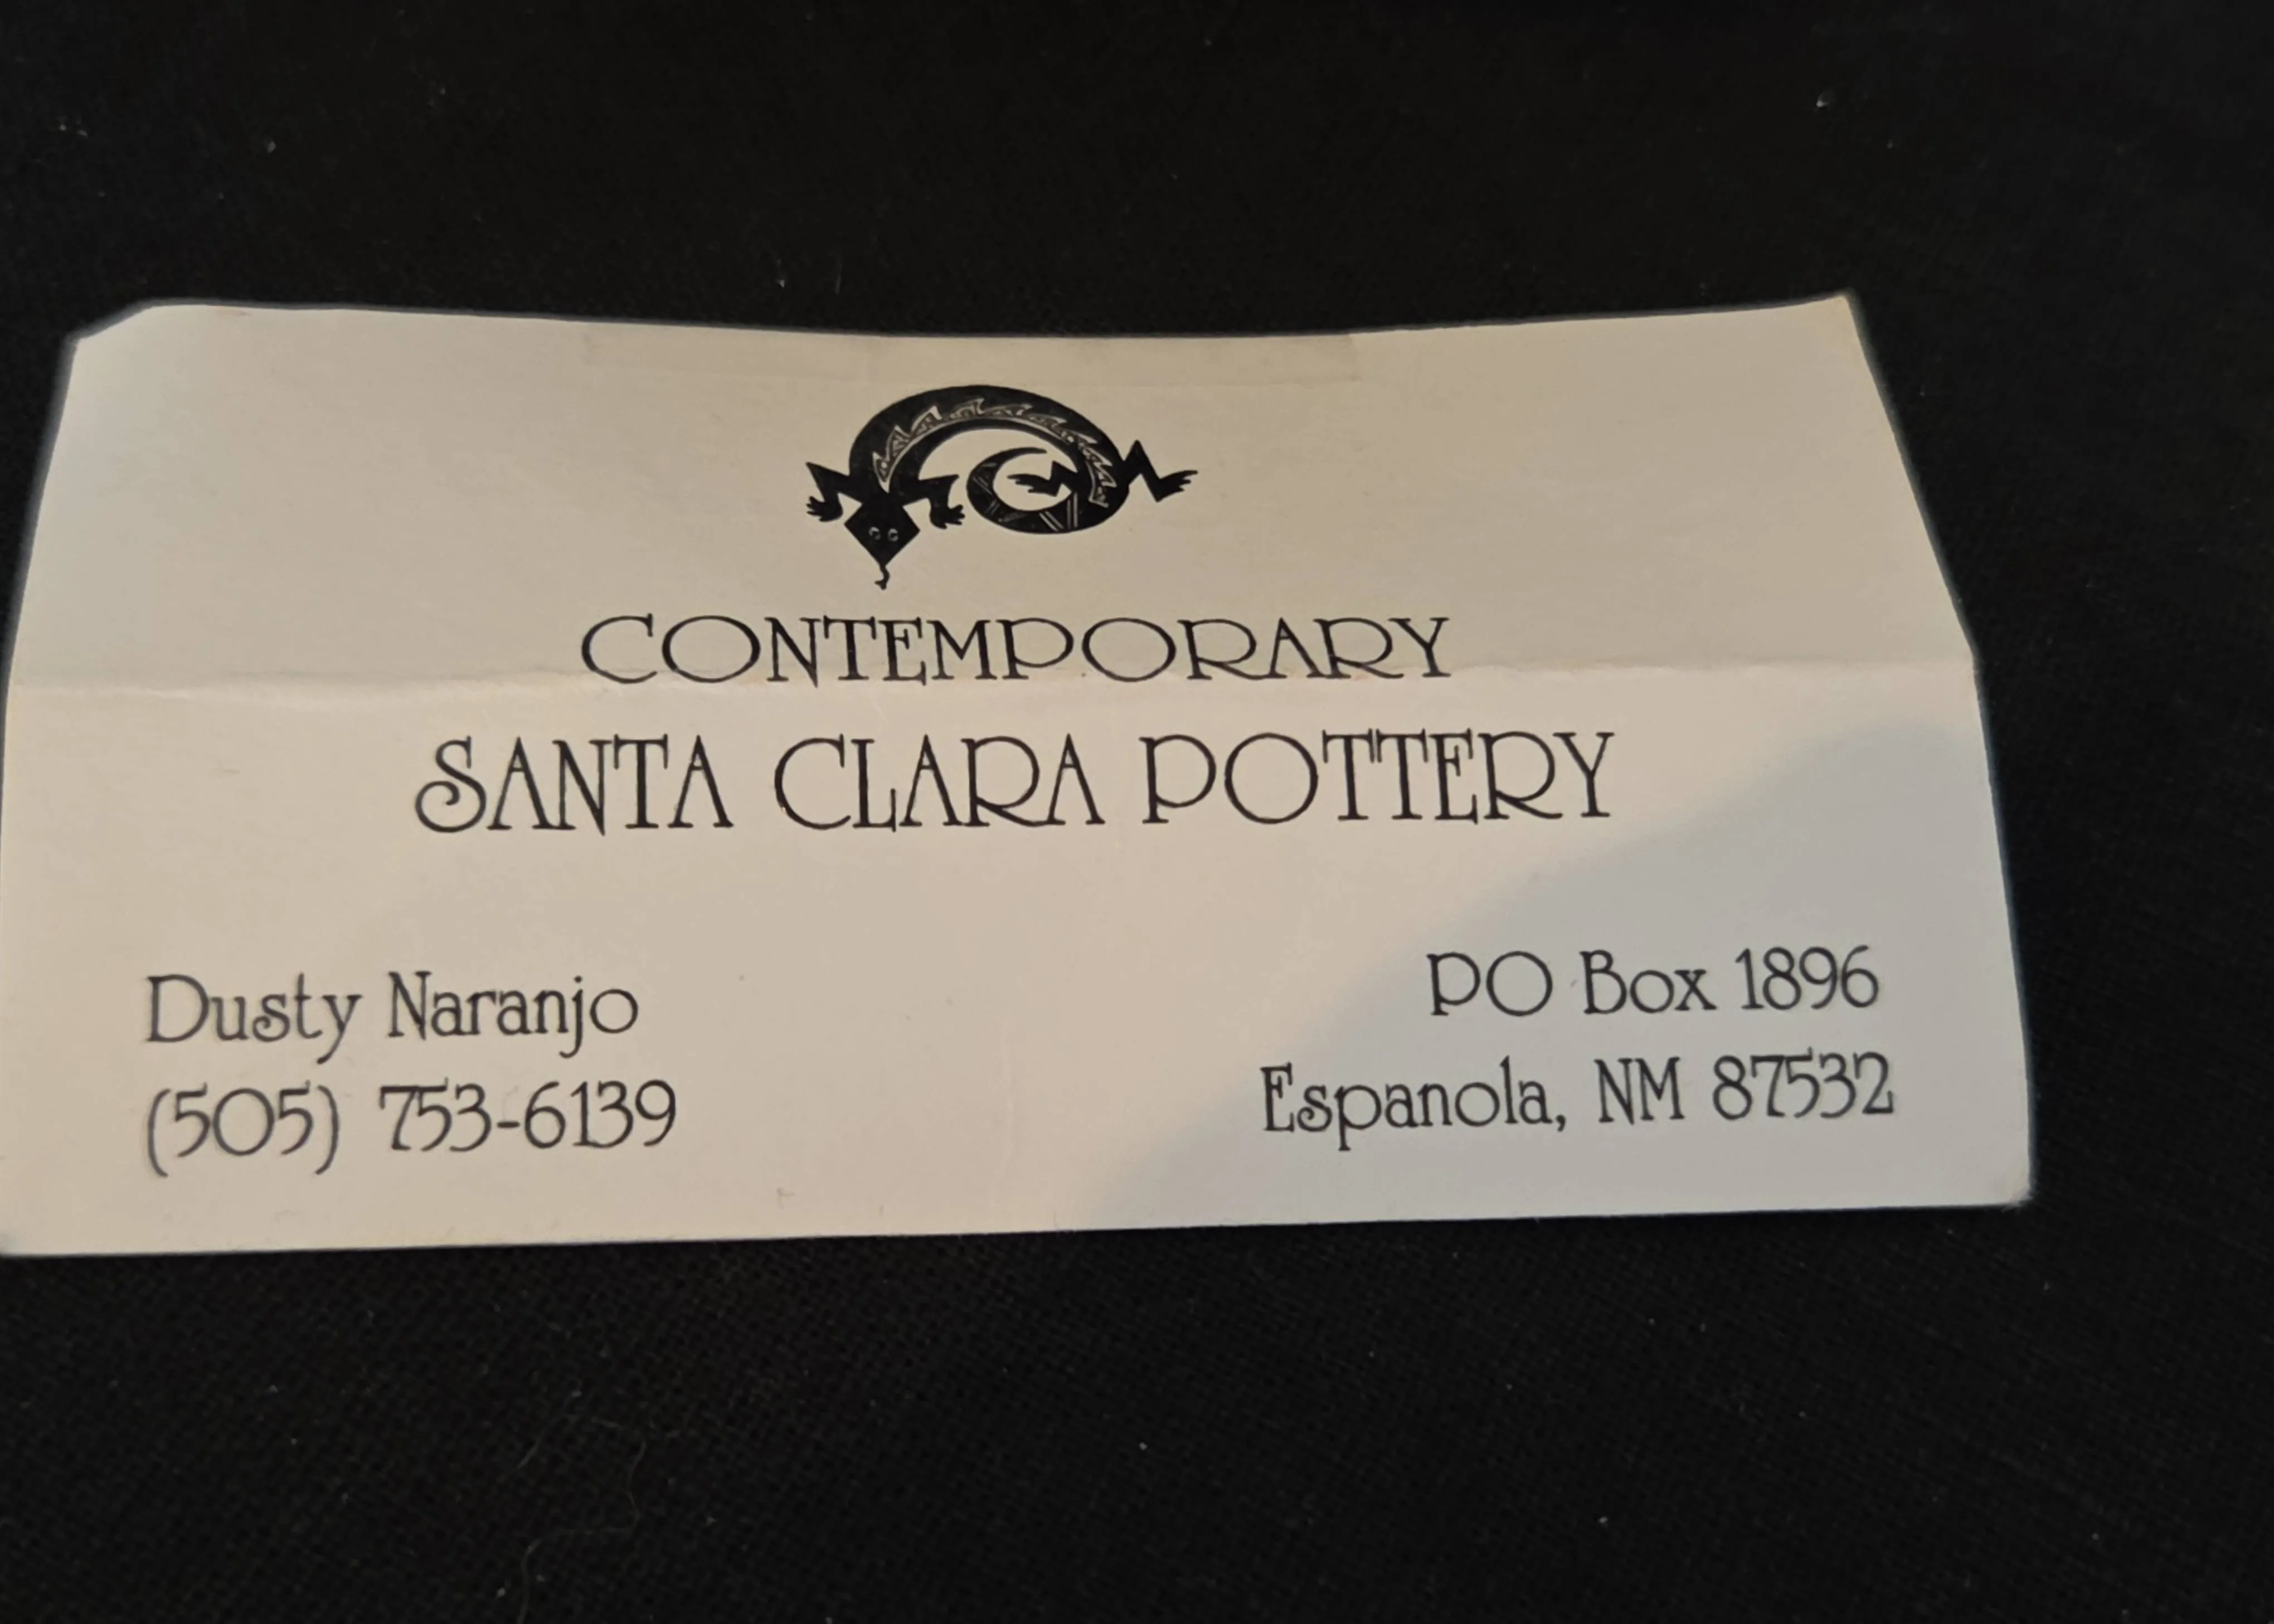 CONTEMPORARY
SANTA CLARA POTTERY
Dusty Naranjo
(505) 753-6139
PO Box 1896
Espanola, NM 87532